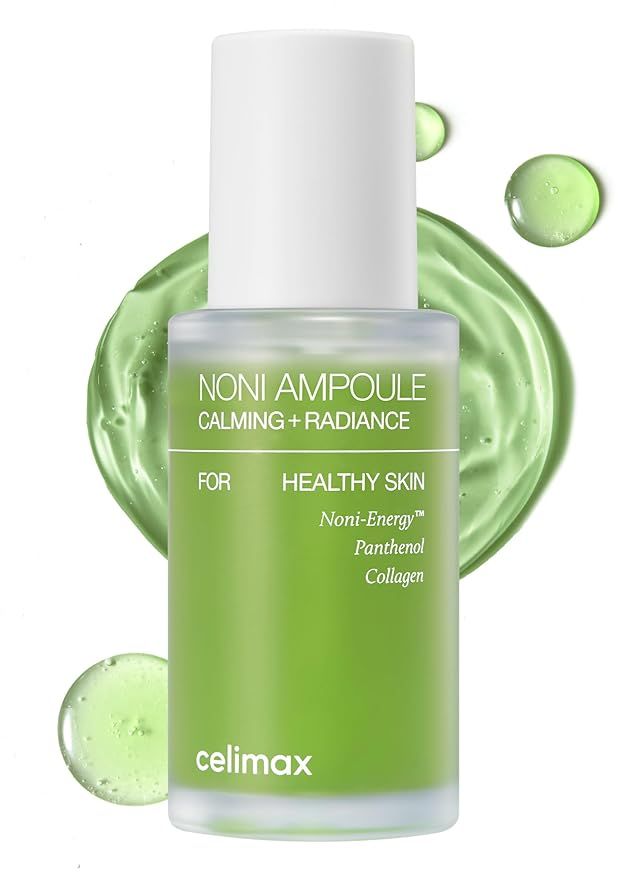 NONI AMPOULE
CALMING + RADIANCE
FOR HEALTHY SKIN
Noni-Energy™
Panthenol
Collagen
celimax